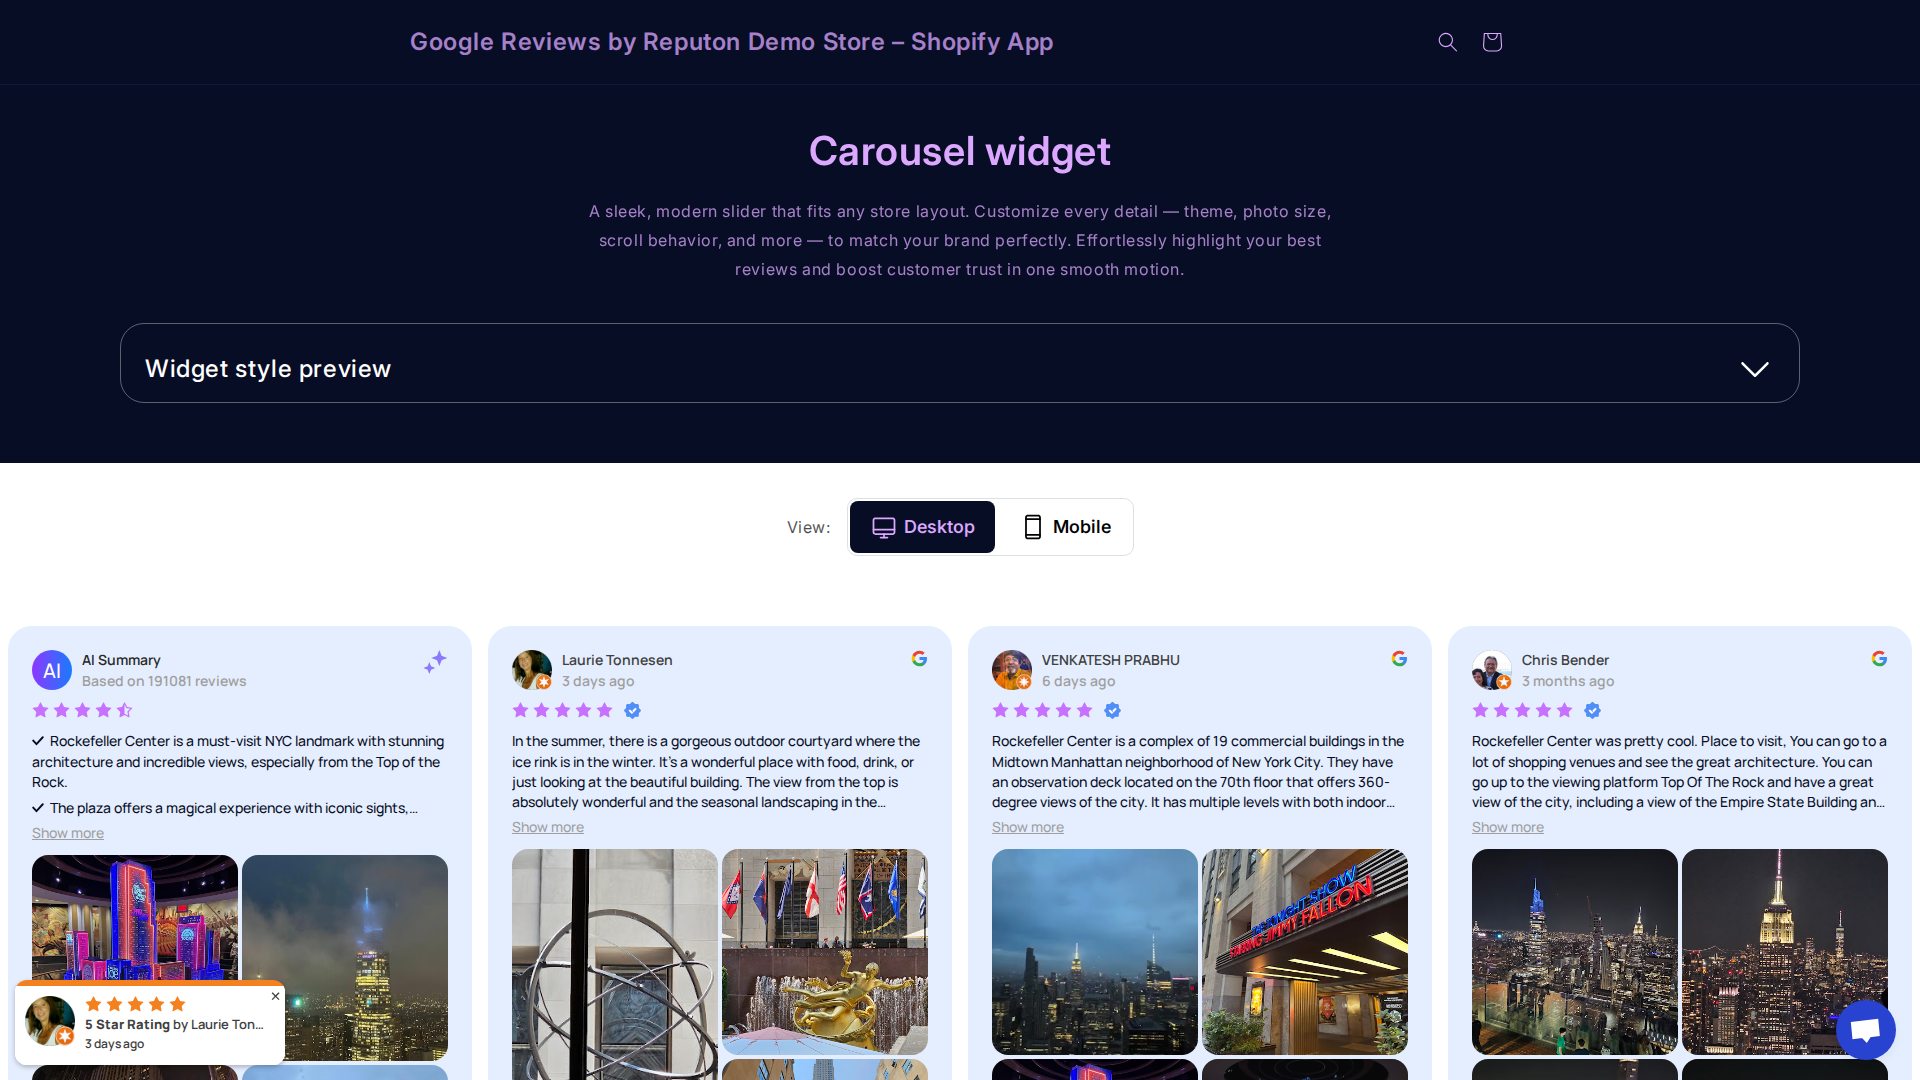 Google Reviews by Reputon Demo Store – Shopify App
Carousel widget
A sleek, modern slider that fits any store layout. Customize every detail — theme, photo size,
scroll behavior, and more — to match your brand perfectly. Effortlessly highlight your best
reviews and boost customer trust in one smooth motion.
Widget style preview
View:
Desktop
Mobile
AI
AI Summary
Based on 191081 reviews
Rockefeller Center is a must-visit NYC landmark with stunning
architecture and incredible views, especially from the Top of the
Rock.
The plaza offers a magical experience with iconic sights,...
Show more
Laurie Tonnesen
3 days ago
In the summer, there is a gorgeous outdoor courtyard where the
ice rink is in the winter. It's a wonderful place with food, drink, or
just looking at the beautiful building. The view from the top is
absolutely wonderful and the seasonal landscaping in the...
Show more
VENKATESH PRABHU
6 days ago
Rockefeller Center is a complex of 19 commercial buildings in the
Midtown Manhattan neighborhood of New York City. They have
an observation deck located on the 70th floor that offers 360-
degree views of the city. It has multiple levels with both indoor...
Show more
THE TONIGHT SHOW
STARRING JIMMY FALLON
Chris Bender
3 months ago
Rockefeller Center was pretty cool. Place to visit, You can go to a
lot of shopping venues and see the great architecture. You can
go up to the viewing platform Top Of The Rock and have a great
view of the city, including a view of the Empire State Building an...
Show more
5 Star Rating by Laurie Ton...
3 days ago